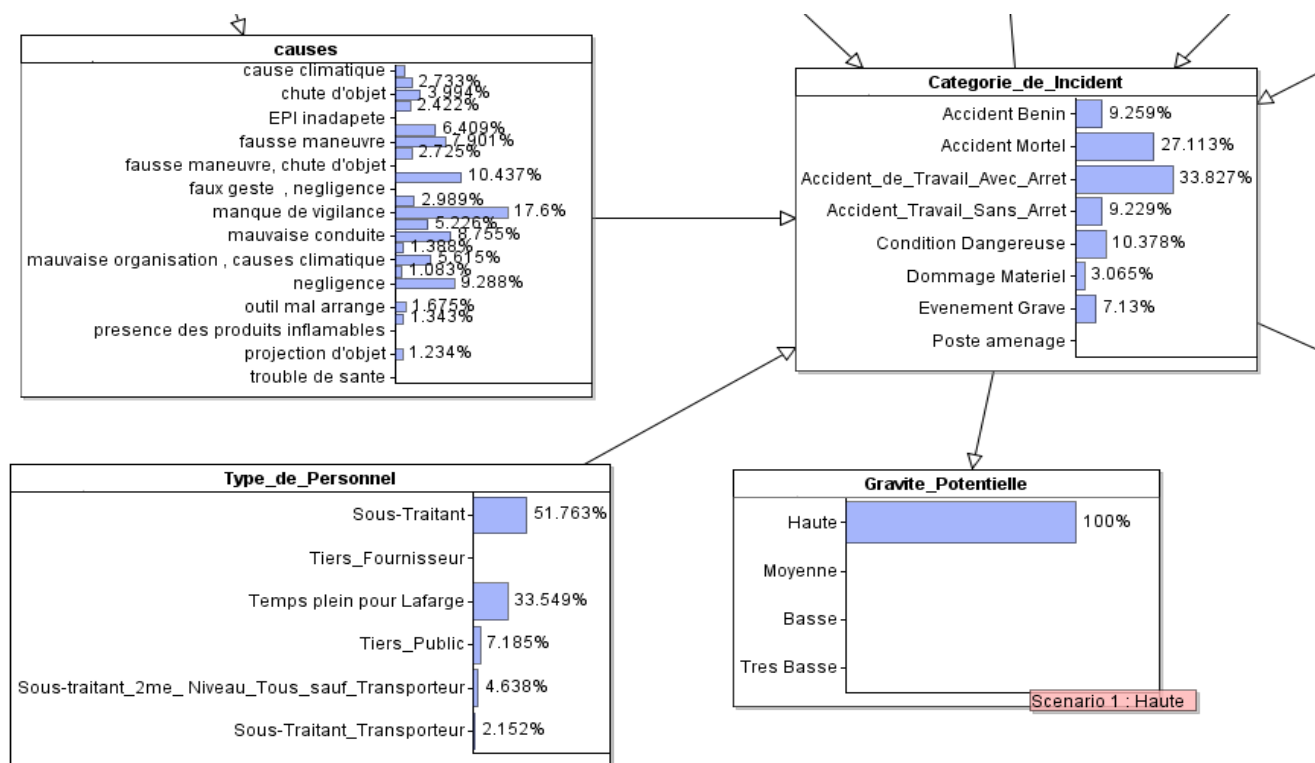 causes
cause climatique
2.733%
chute d'objet
3.994%
2.422%
EPI inadapete
6.409%
fausse maneuvre
7.901%
2.725%
fausse maneuvre, chute d'objet
10.437%
faux geste , negligence
2.989%
manque de vigilance
17.6%
5.226%
mauvaise conduite
8.755%
1.388%
mauvaise organisation , causes climatique
5.615%
1.083%
negligence
9.288%
outil mal arrange
1.675%
1.343%
presence des produits inflamables
projection d'objet
1.234%
trouble de sante
Categorie_de_Incident
Accident Benin
9.259%
Accident Mortel
27.113%
Accident_de_Travail_Avec_Arret
33.827%
Accident_Travail_Sans_Arret
9.229%
Condition Dangereuse
10.378%
Dommage Materiel
3.065%
Evenement Grave
7.13%
Poste amenage
Type_de_Personnel
Sous-Traitant
51.763%
Tiers_Fournisseur
Temps plein pour Lafarge
33.549%
Tiers_Public
7.185%
Sous-traitant_2me_ Niveau_Tous_sauf_Transporteur
4.638%
Sous-Traitant_Transporteur
2.152%
Gravite_Potentielle
Haute
100%
Moyenne
Basse
Tres Basse
Scenario 1 : Haute